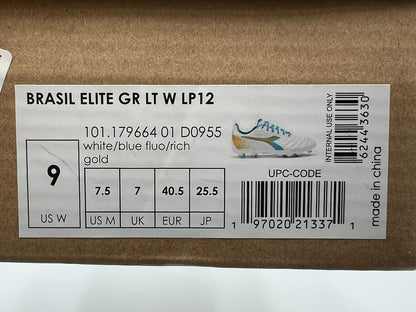 BRASIL ELITE GR LT W LP12
101.179664 01 D0955
white/blue fluo/rich
gold
9
US W
7.5
US M
7
UK
40.5
EUR
25.5
JP
UPC-CODE
1 97020 21337 1
INTERNAL USE ONLY
62443630
made in china